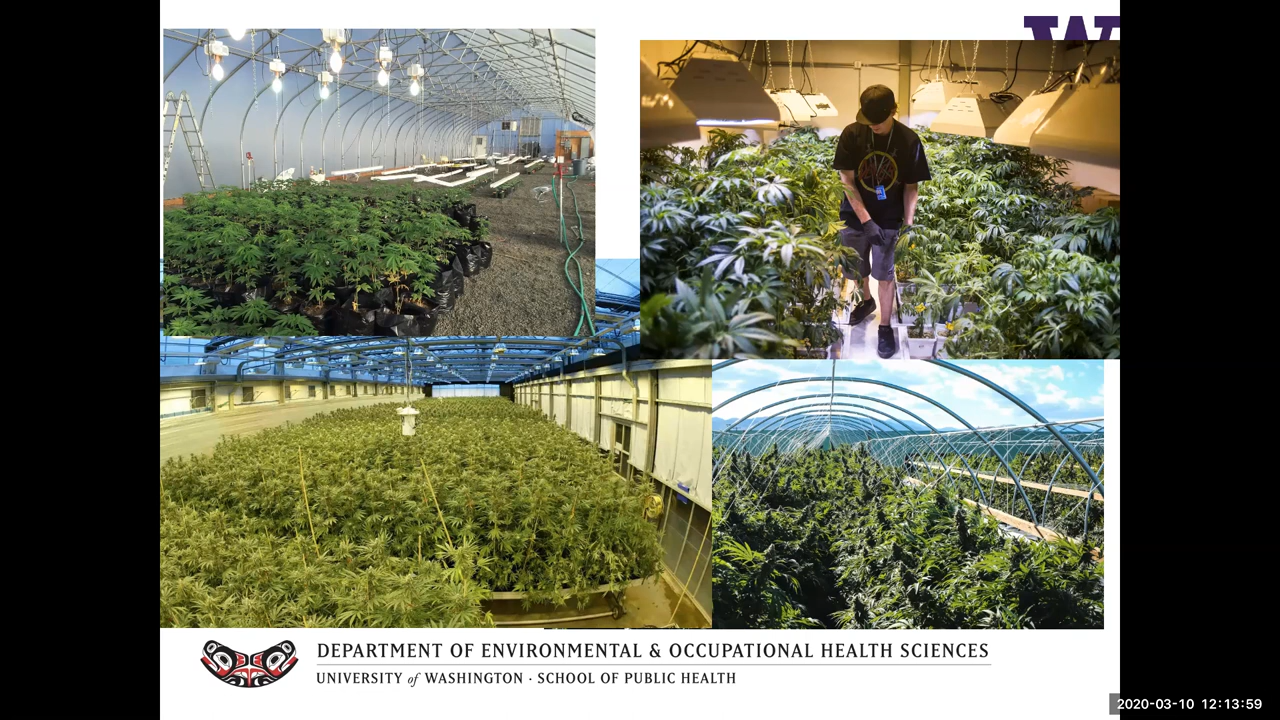 W
DEPARTMENT OF ENVIRONMENTAL & OCCUPATIONAL HEALTH SCIENCES
UNIVERSITY of WASHINGTON · SCHOOL OF PUBLIC HEALTH
2020-03-10 12:13:59